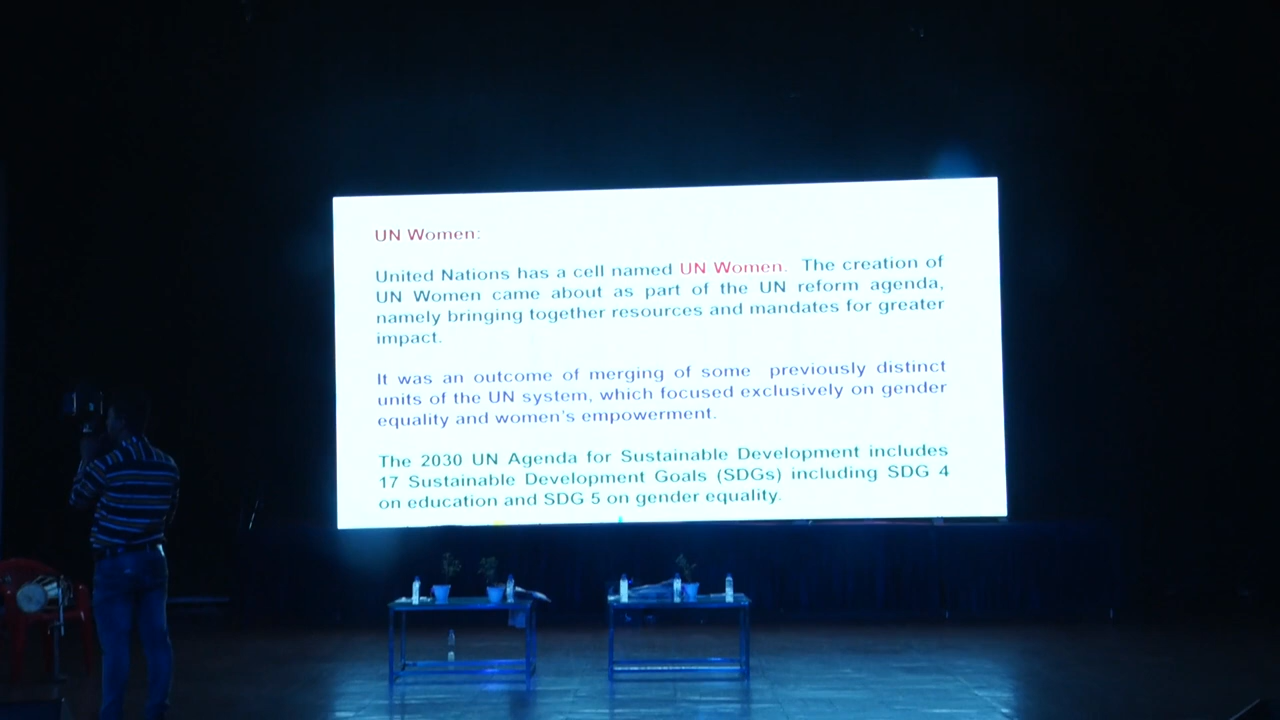 UN Women:
United Nations has a cell named UN Women. The creation of
UN Women came about as part of the UN reform agenda,
namely bringing together resources and mandates for greater
impact.
It was an outcome of merging of some previously distinct
units of the UN system, which focused exclusively on gender
equality and women's empowerment.
The 2030 UN Agenda for Sustainable Development includes
17 Sustainable Development Goals (SDGs) including SDG 4
on education and SDG 5 on gender equality.